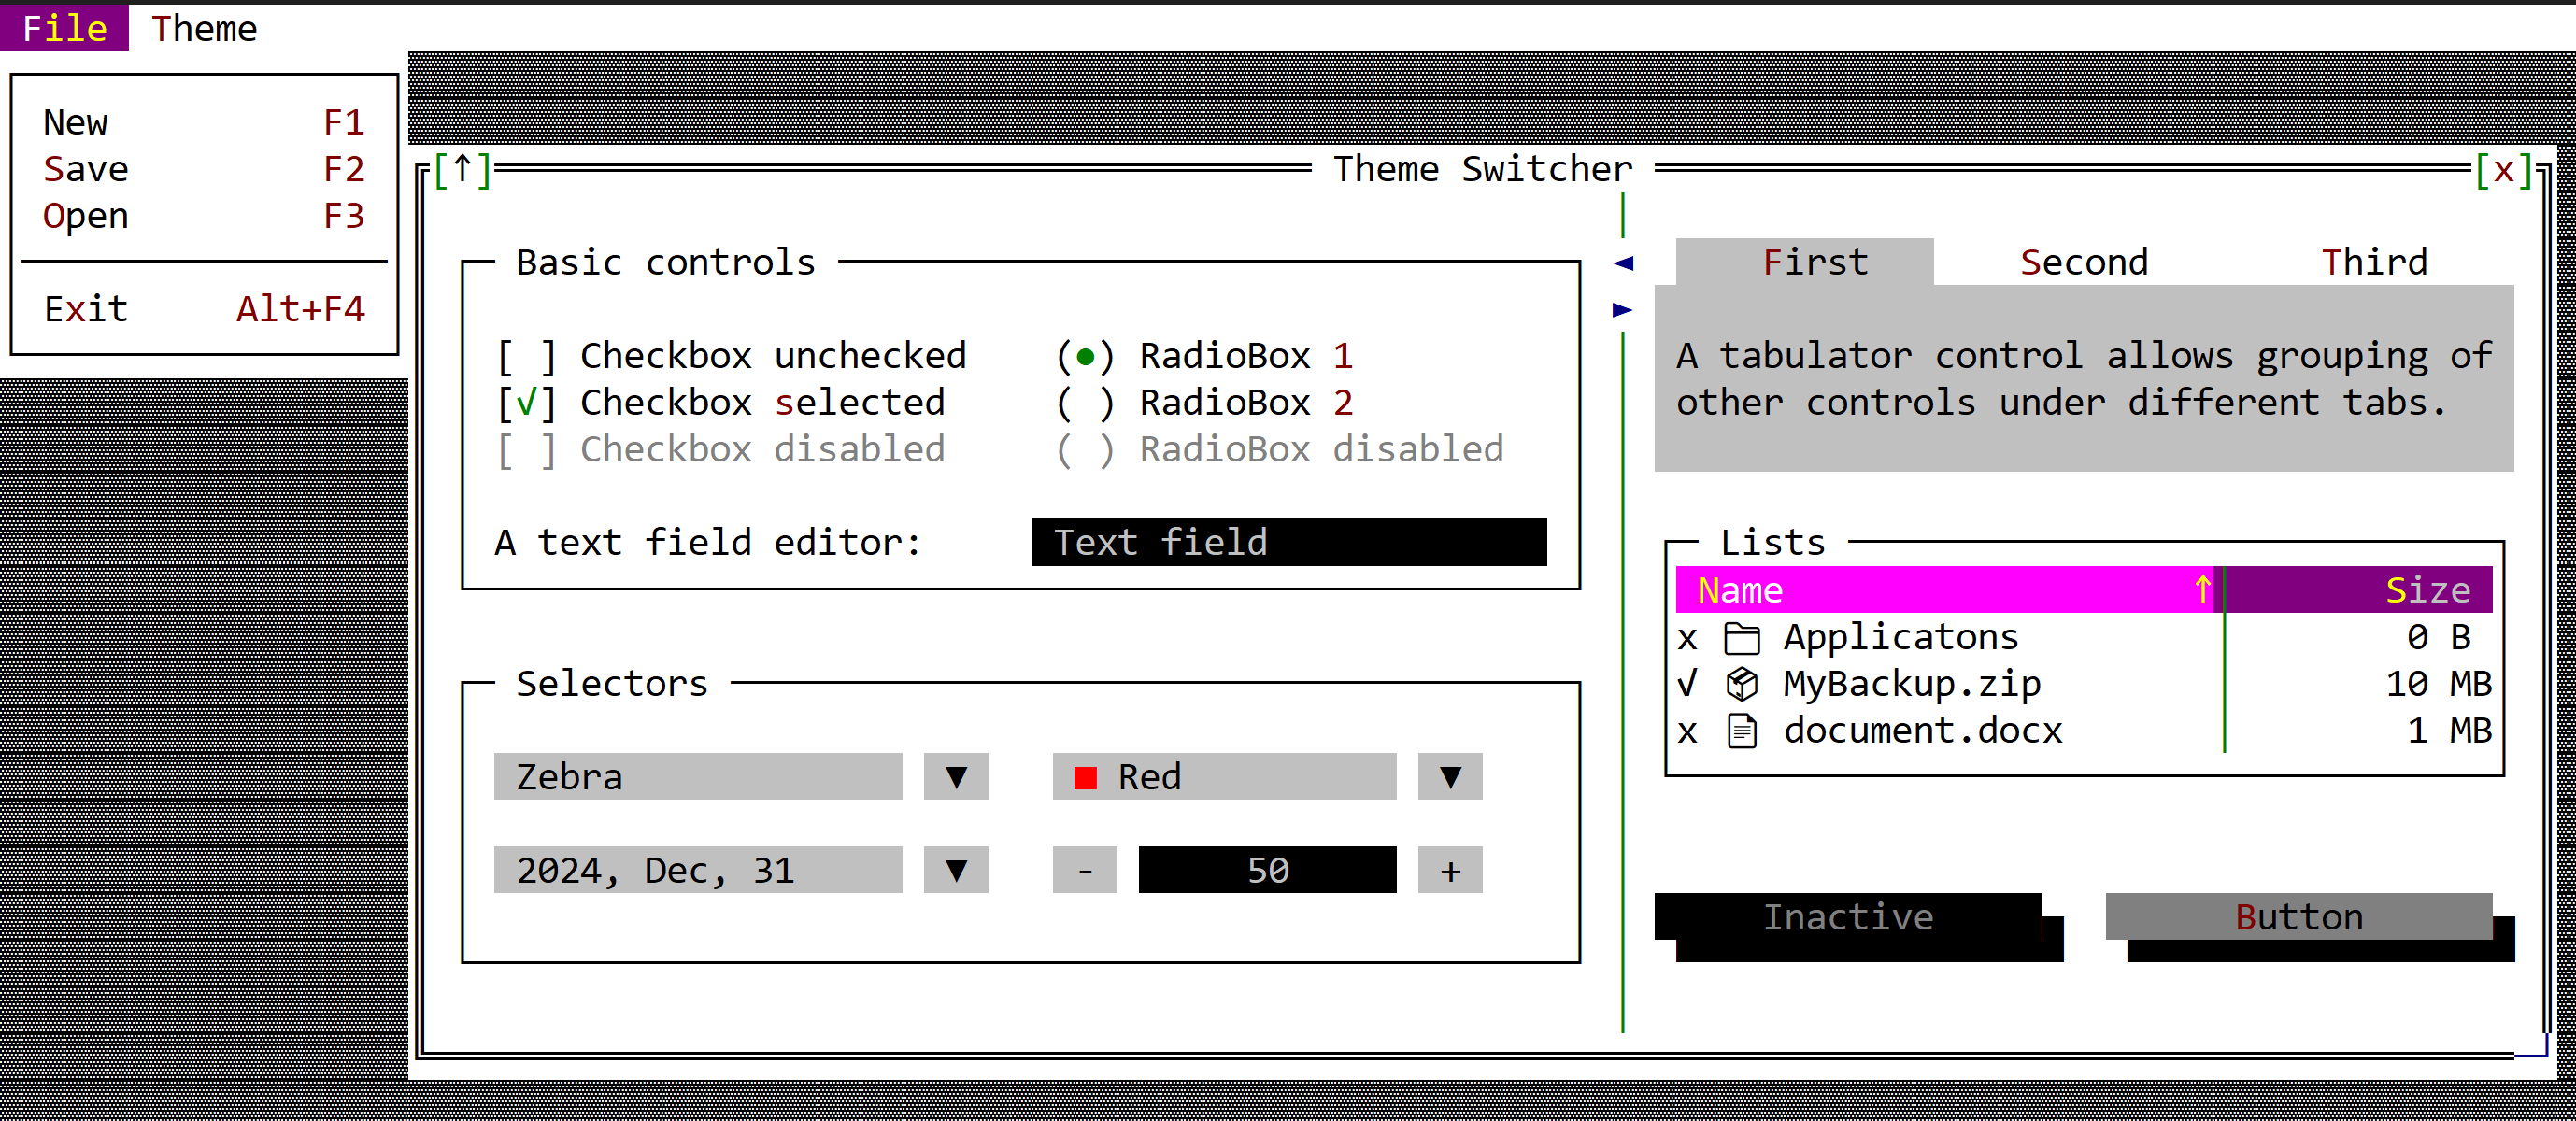 File Theme
New F1
Save F2
Open F3
Exit Alt+F4
[↑] Theme Switcher [x]
Basic controls
[ ] Checkbox unchecked (●) RadioBox 1
[√] Checkbox selected ( ) RadioBox 2
[ ] Checkbox disabled ( ) RadioBox disabled
A text field editor: Text field
Selectors
Zebra ▼ ■ Red ▼
2024, Dec, 31 ▼ - 50 +
◄
►
First Second Third
A tabulator control allows grouping of
other controls under different tabs.
Lists
Name ↑ Size
x Applicatons 0 B
√ MyBackup.zip 10 MB
x document.docx 1 MB
Inactive Button